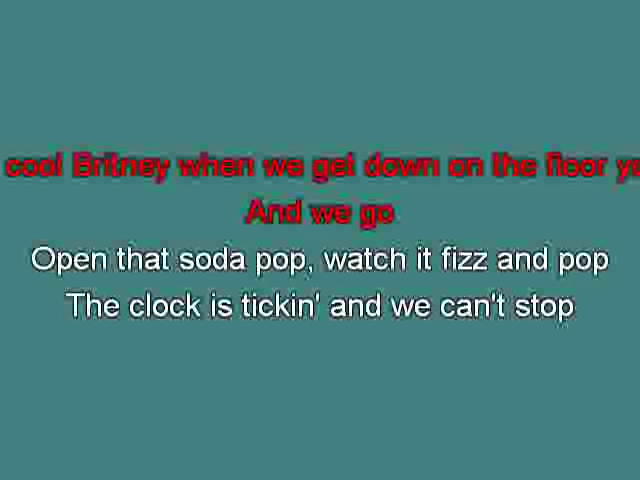 cool Britney when we get down on the floor
And we go
Open that soda pop, watch it fizz and pop
The clock is tickin' and we can't stop